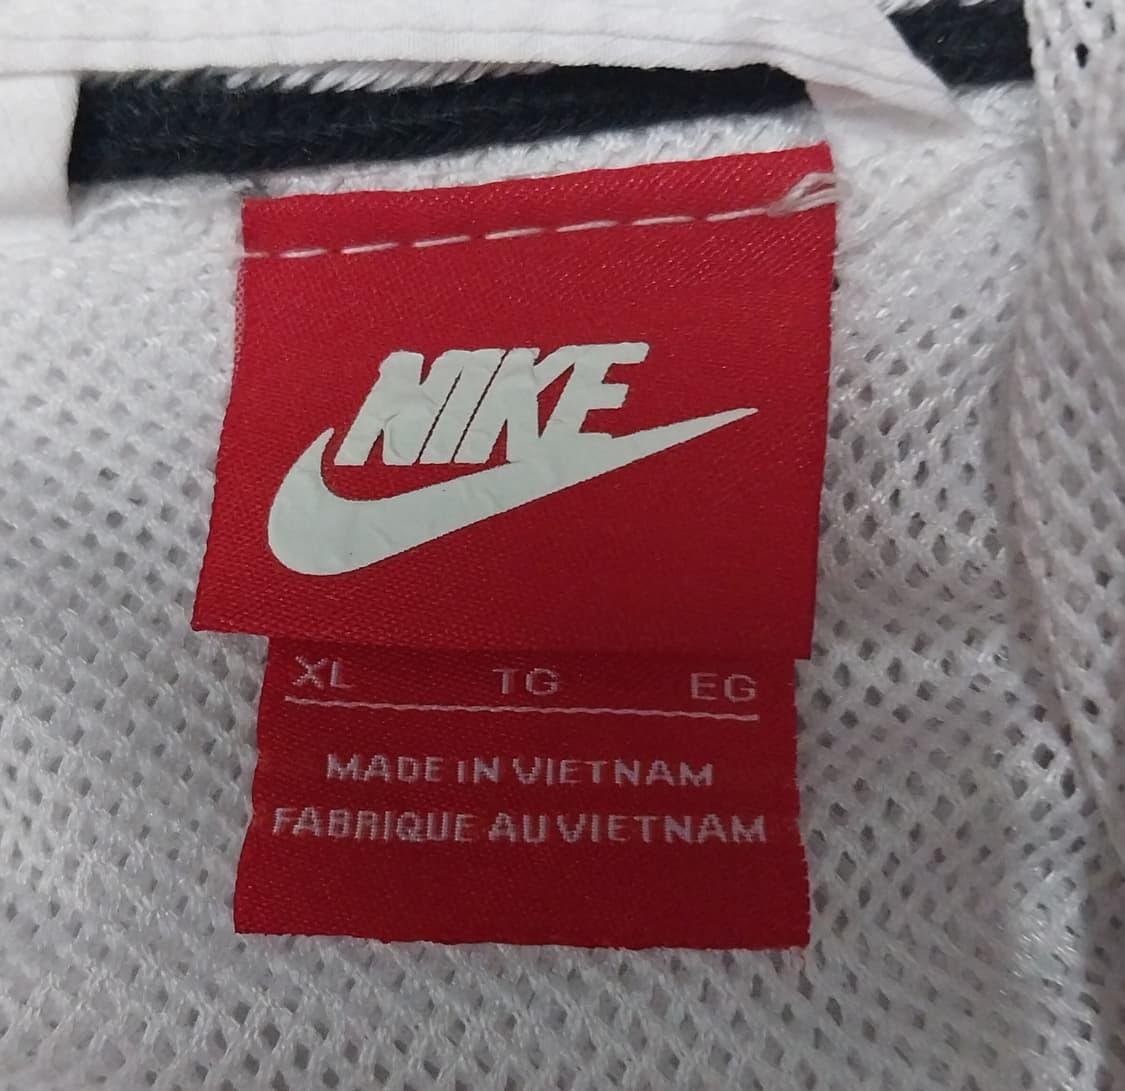 NIKE
XL TG EG
MADE IN VIETNAM
FABRIQUE AU VIETNAM